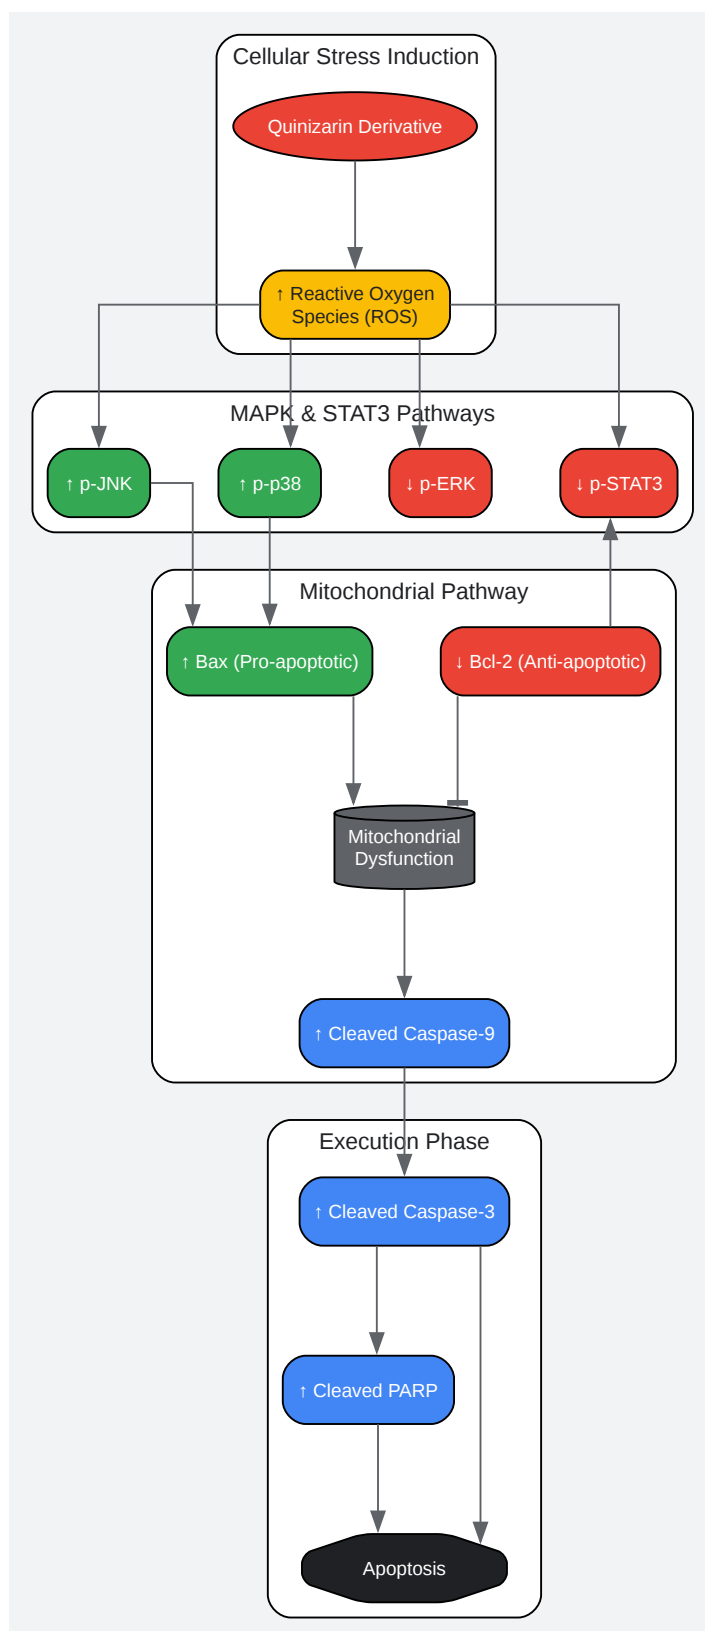 Cellular Stress Induction
Quinizarin Derivative
↑ Reactive Oxygen
Species (ROS)
MAPK & STAT3 Pathways
↑ p-JNK
↑ p-p38
↓ p-ERK
↓ p-STAT3
Mitochondrial Pathway
↑ Bax (Pro-apoptotic)
↓ Bcl-2 (Anti-apoptotic)
Mitochondrial
Dysfunction
↑ Cleaved Caspase-9
Execution Phase
↑ Cleaved Caspase-3
↑ Cleaved PARP
Apoptosis